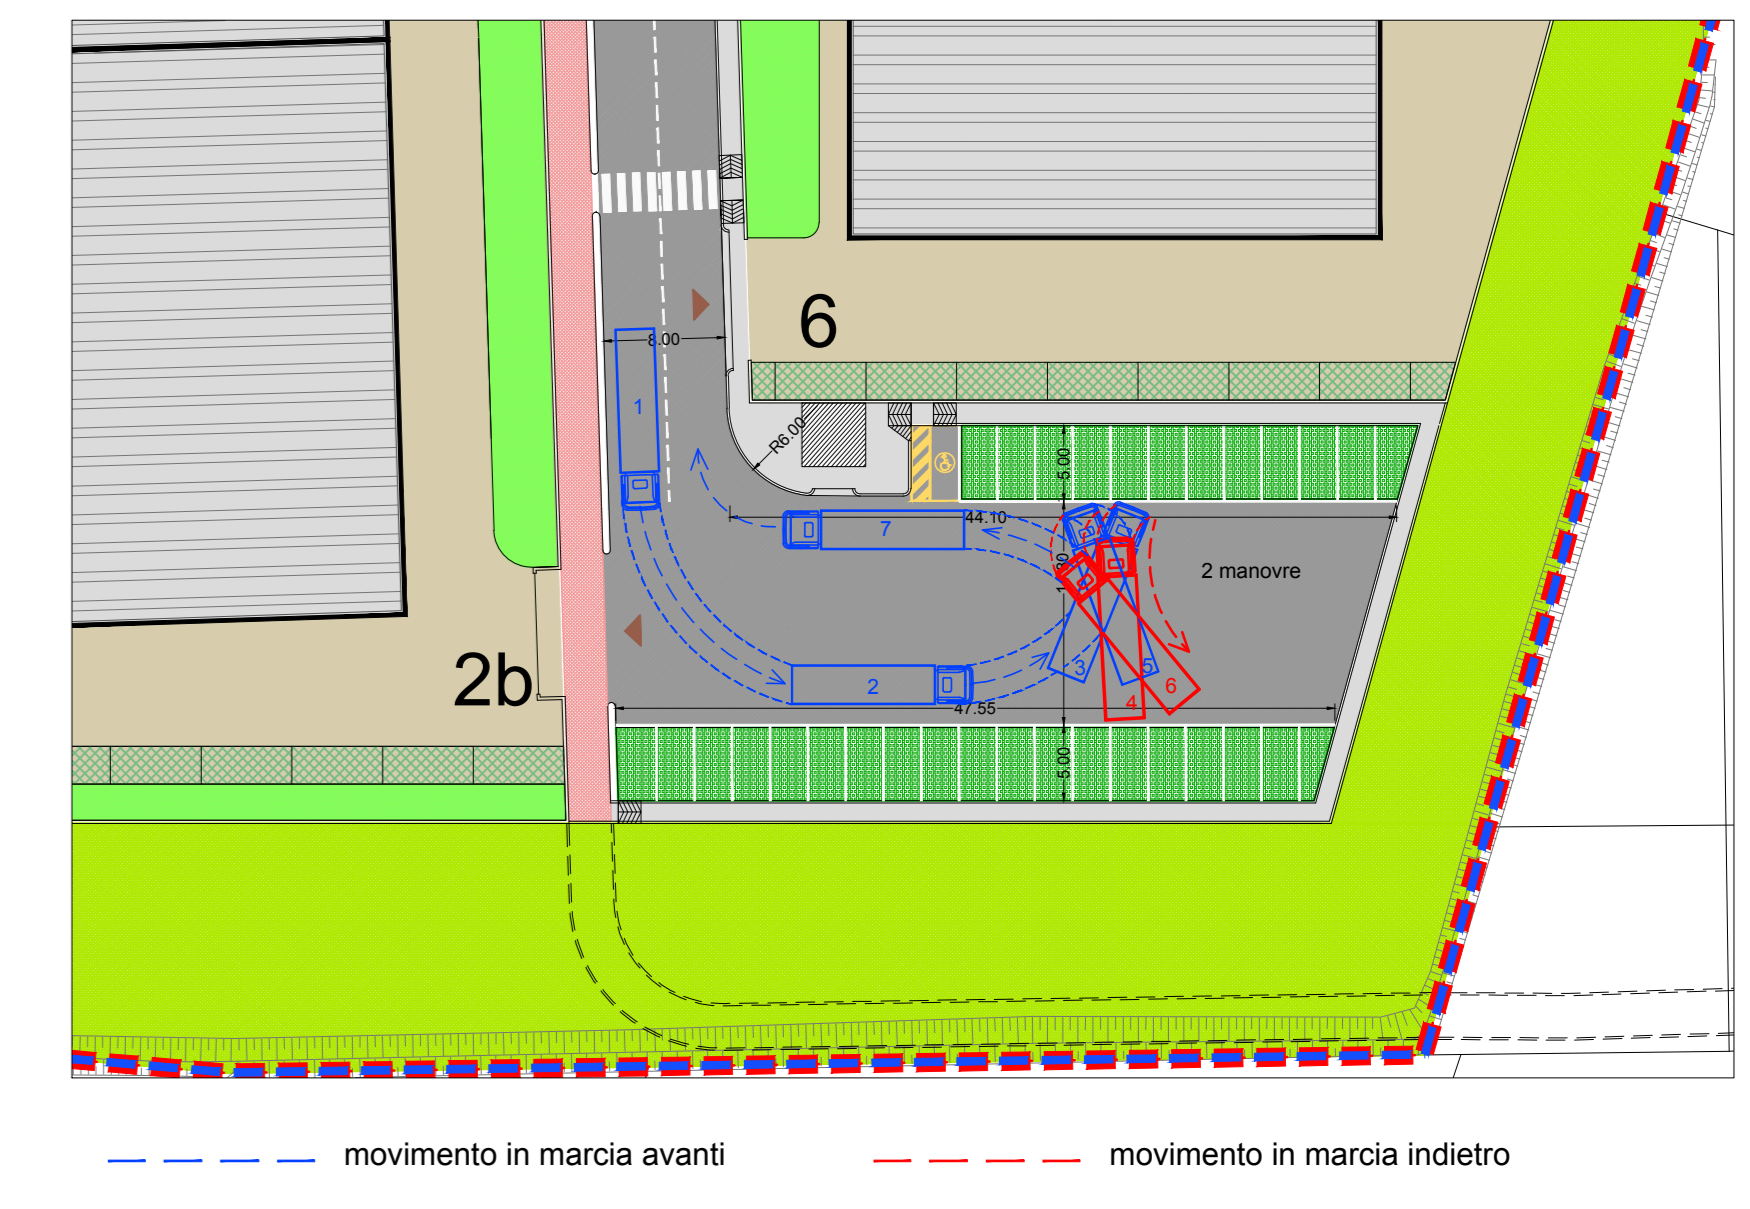 6
8.00
1
R6.00
5.00
44.10
7
2 manovre
2b
2
3
5
4
6
47.55
5.00
movimento in marcia avanti
movimento in marcia indietro